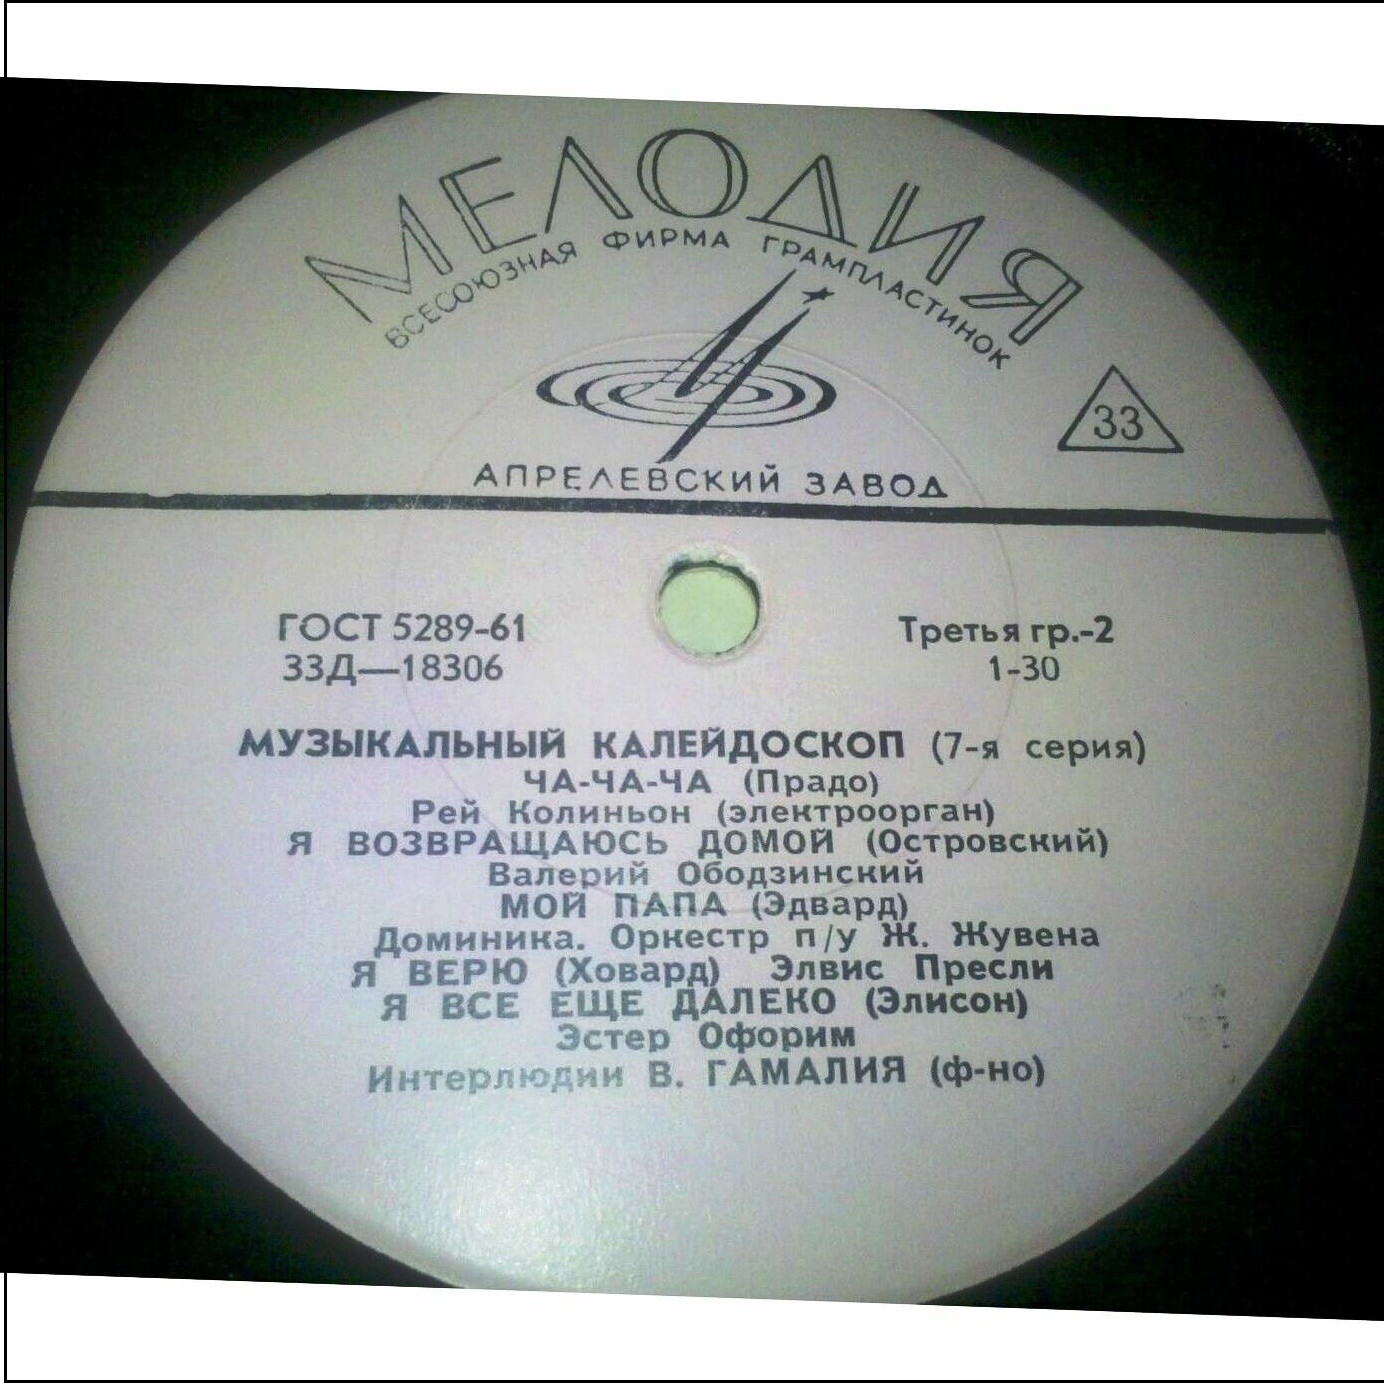 МЕЛОДИЯ
ВСЕСОЮЗНАЯ ФИРМА ГРАМПЛАСТИНОК
33
АПРЕЛЕВСКИЙ ЗАВОД
ГОСТ 5289-61 Третья гр.-2
33Д—18306 1-30
МУЗЫКАЛЬНЫЙ КАЛЕЙДОСКОП (7-я серия)
ЧА-ЧА-ЧА (Прадо)
Рей Колиньон (электроорган)
Я ВОЗВРАЩАЮСЬ ДОМОЙ (Островский)
Валерий Ободзинский
МОЙ ПАПА (Эдвард)
Доминика. Оркестр п/у Ж. Жувена
Я ВЕРЮ (Ховард) Элвис Пресли
Я ВСЕ ЕЩЕ ДАЛЕКО (Элисон)
Эстер Офорим
Интерлюдии В. ГАМАЛИЯ (ф-но)